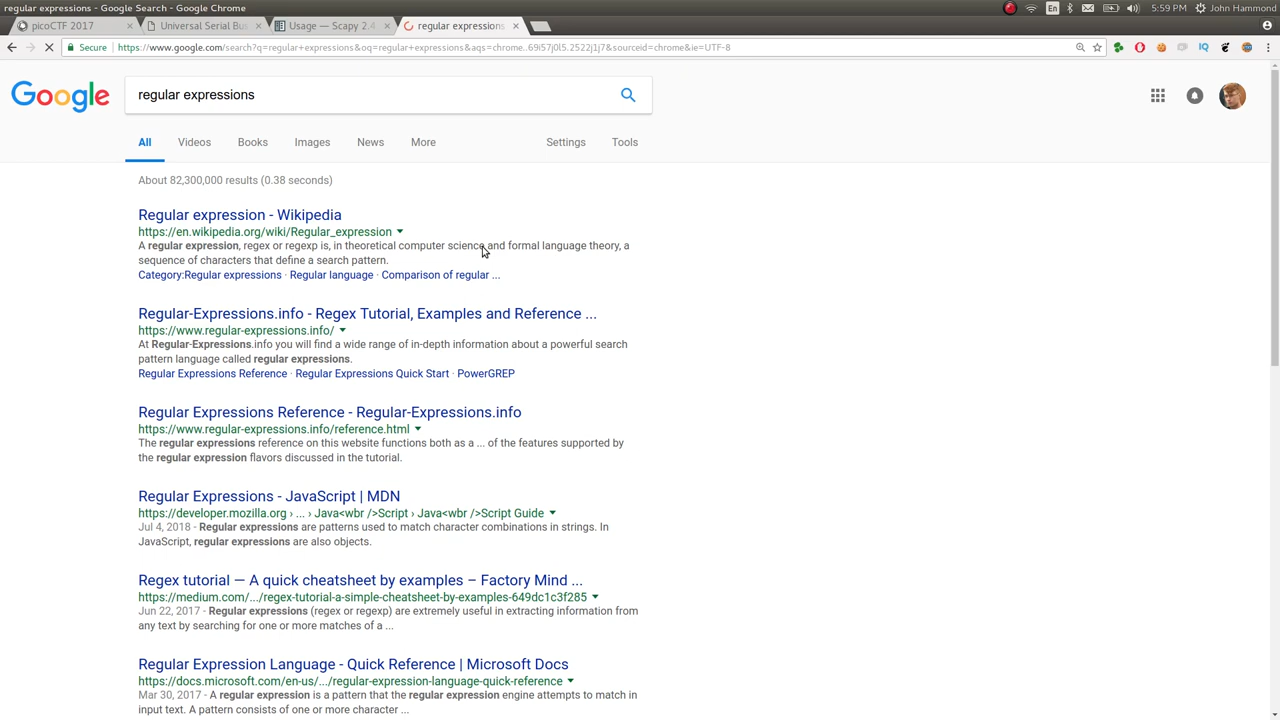 regular expressions - Google Search - Google Chrome
En
5:59 PM
John Hammond
picoCTF 2017
Universial Serial Bus
Usage — Scapy 2.4.
regular expressions
Secure
https://www.google.com/search?q=regular+expressions&oq=regular+expressions&aqs=chrome..69i57j0l5.2522j1j7&sourceid=chrome&ie=UTF-8
IQ
Google
regular expressions
All
Videos
Books
Images
News
More
Settings
Tools
About 82,300,000 results (0.38 seconds)
Regular expression - Wikipedia
https://en.wikipedia.org/wiki/Regular_expression
A regular expression, regex or regexp is, in theoretical computer science and formal language theory, a
sequence of characters that define a search pattern.
Category:Regular expressions · Regular language · Comparison of regular ...
Regular-Expressions.info - Regex Tutorial, Examples and Reference ...
https://www.regular-expressions.info/
At Regular-Expressions.info you will find a wide range of in-depth information about a powerful search
pattern language called regular expressions.
Regular Expressions Reference · Regular Expressions Quick Start · PowerGREP
Regular Expressions Reference - Regular-Expressions.info
https://www.regular-expressions.info/reference.html
The regular expressions reference on this website functions both as a ... of the features supported by
the regular expression flavors discussed in the tutorial.
Regular Expressions - JavaScript | MDN
https://developer.mozilla.org › ... › Java<wbr />Script › Java<wbr />Script Guide
Jul 4, 2018 - Regular expressions are patterns used to match character combinations in strings. In
JavaScript, regular expressions are also objects.
Regex tutorial — A quick cheatsheet by examples – Factory Mind ...
https://medium.com/.../regex-tutorial-a-simple-cheatsheet-by-examples-649dc1c3f285
Jun 22, 2017 - Regular expressions (regex or regexp) are extremely useful in extracting information from
any text by searching for one or more matches of a ...
Regular Expression Language - Quick Reference | Microsoft Docs
https://docs.microsoft.com/en-us/.../regular-expression-language-quick-reference
Mar 30, 2017 - A regular expression is a pattern that the regular expression engine attempts to match in
input text. A pattern consists of one or more character ...